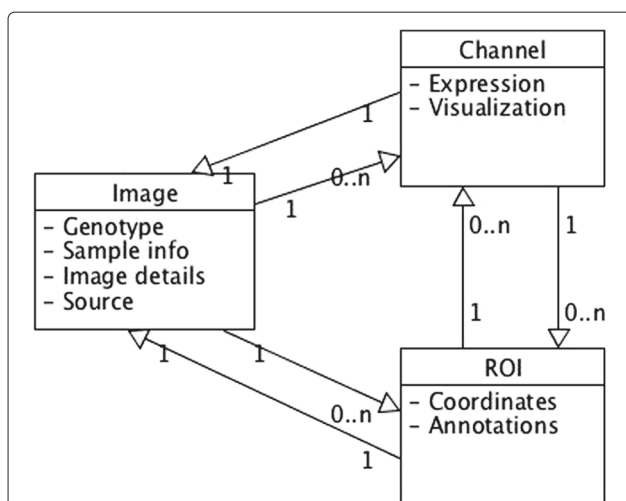 Channel
– Expression
– Visualization
1
1
0..n
1
Image
– Genotype
– Sample info
– Image details
– Source
0..n
1
1
0..n
1
1
0..n
1
ROI
– Coordinates
– Annotations